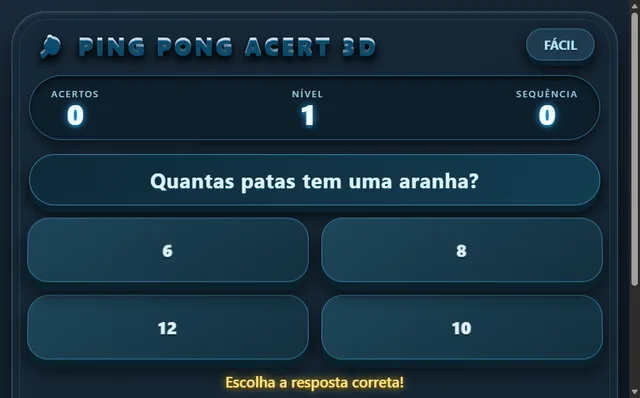 PING PONG ACERT 3D
FÁCIL
ACERTOS
NÍVEL
SEQUÊNCIA
0
1
0
Quantas patas tem uma aranha?
6
8
12
10
Escolha a resposta correta!